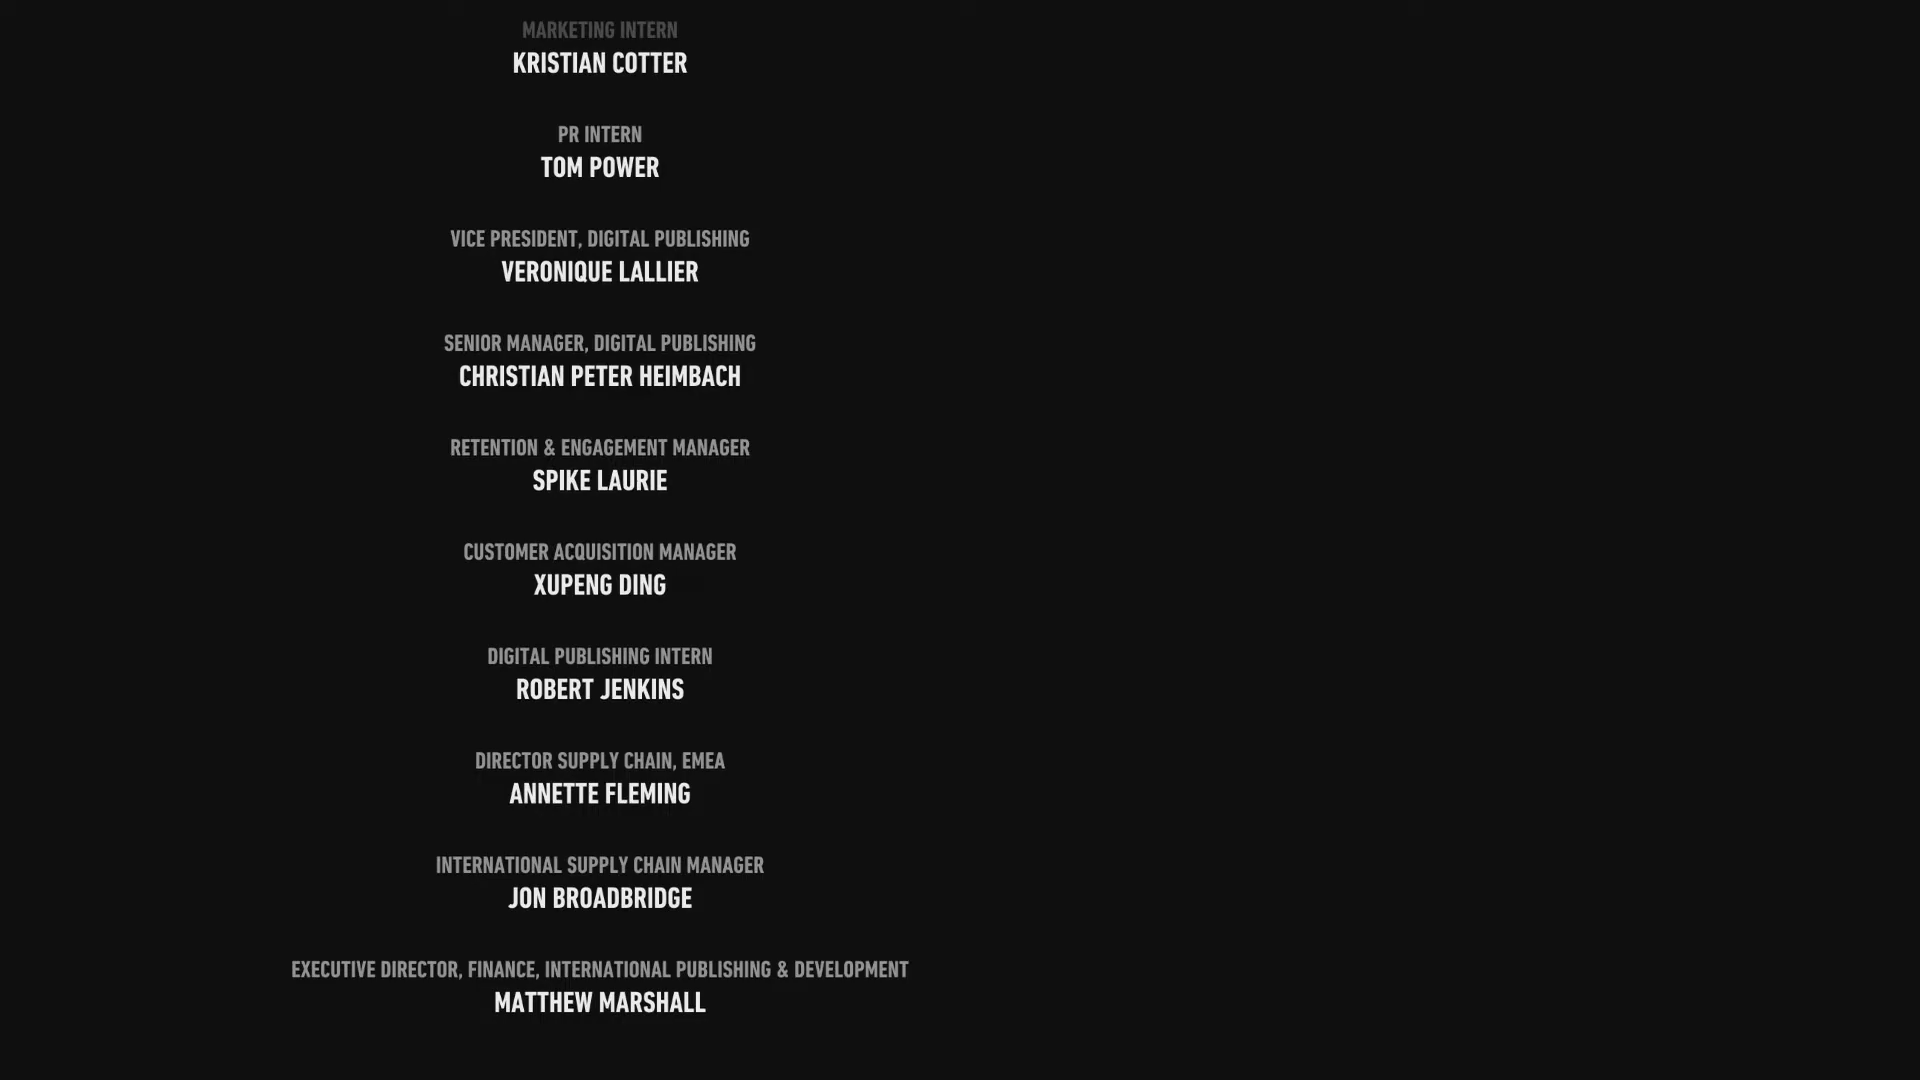 MARKETING INTERN
KRISTIAN COTTER
PR INTERN
TOM POWER
VICE PRESIDENT, DIGITAL PUBLISHING
VERONIQUE LALLIER
SENIOR MANAGER, DIGITAL PUBLISHING
CHRISTIAN PETER HEIMBACH
RETENTION & ENGAGEMENT MANAGER
SPIKE LAURIE
CUSTOMER ACQUISITION MANAGER
XUPENG DING
DIGITAL PUBLISHING INTERN
ROBERT JENKINS
DIRECTOR SUPPLY CHAIN, EMEA
ANNETTE FLEMING
INTERNATIONAL SUPPLY CHAIN MANAGER
JON BROADBRIDGE
EXECUTIVE DIRECTOR, FINANCE, INTERNATIONAL PUBLISHING & DEVELOPMENT
MATTHEW MARSHALL